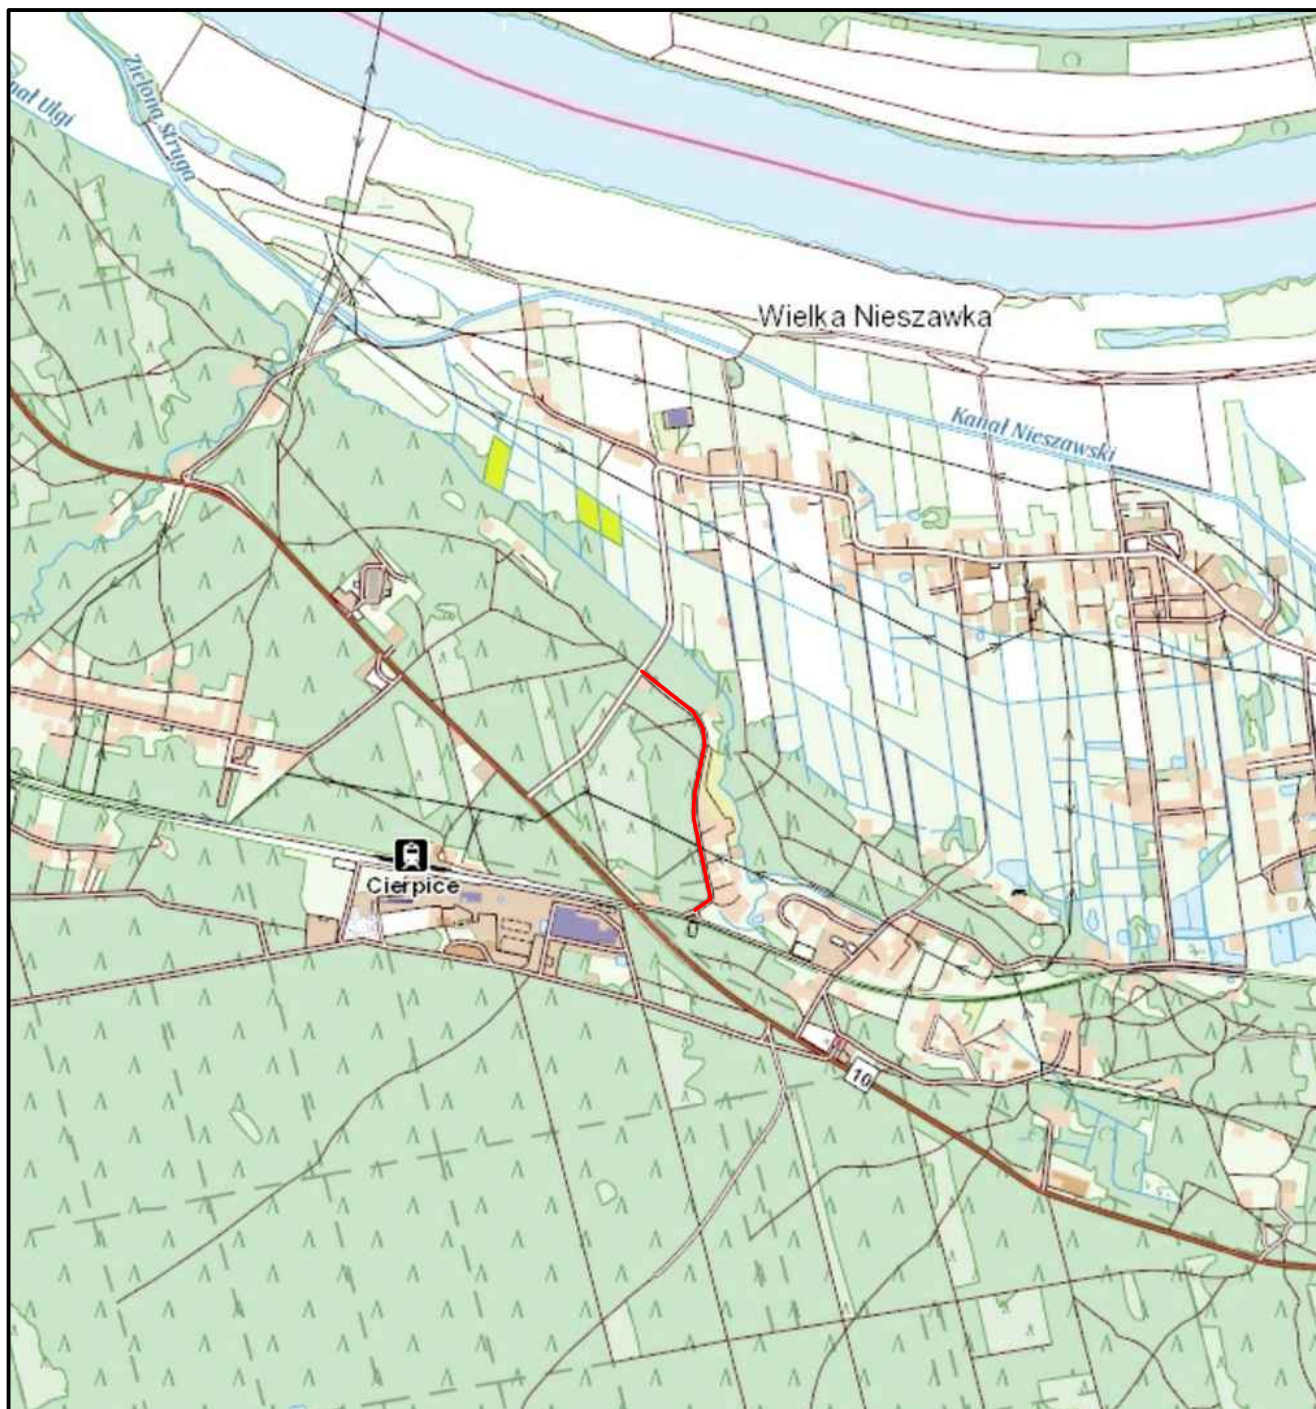 Zielona Struga
nał Ulgi
Wielka Nieszawka
Kanał Nieszawski
Cierpice
10